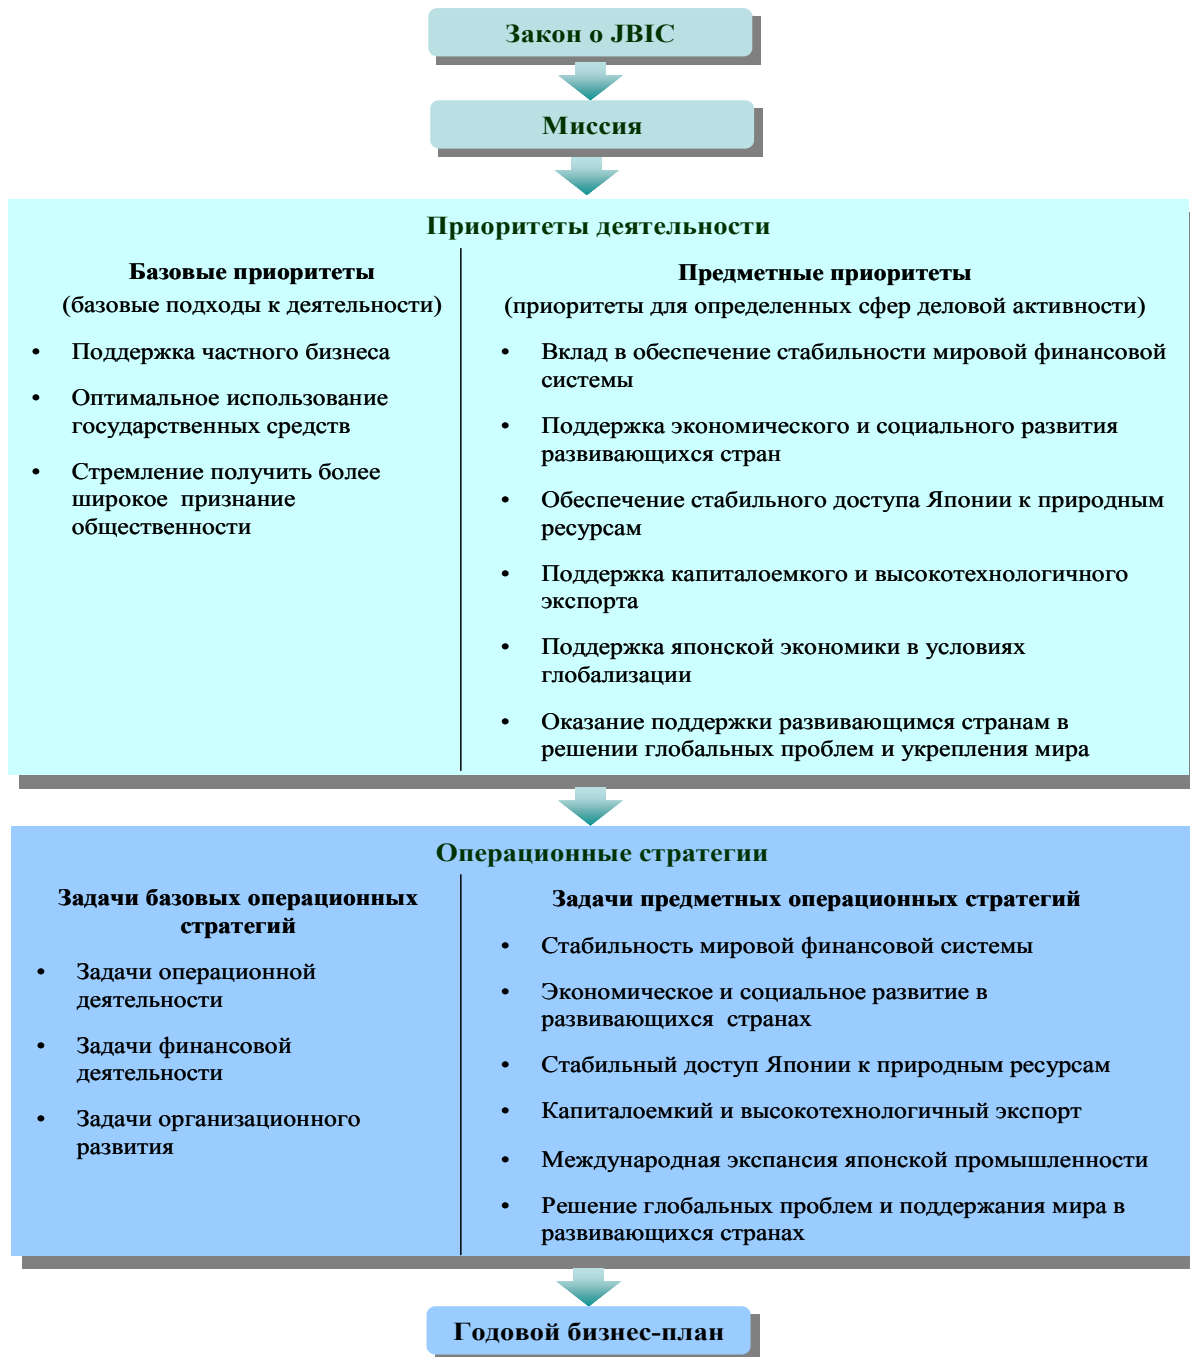 Закон о JBIC
Миссия
Приоритеты деятельности
Базовые приоритеты
(базовые подходы к деятельности)
• Поддержка частного бизнеса
• Оптимальное использование
государственных средств
• Стремление получить более
широкое признание
общественности
Предметные приоритеты
(приоритеты для определенных сфер деловой активности)
• Вклад в обеспечение стабильности мировой финансовой
системы
• Поддержка экономического и социального развития
развивающихся стран
• Обеспечение стабильного доступа Японии к природным
ресурсам
• Поддержка капиталоемкого и высокотехнологичного
экспорта
• Поддержка японской экономики в условиях
глобализации
• Оказание поддержки развивающимся странам в
решении глобальных проблем и укрепления мира
Операционные стратегии
Задачи базовых операционных
стратегий
• Задачи операционной
деятельности
• Задачи финансовой
деятельности
• Задачи организационного
развития
Задачи предметных операционных стратегий
• Стабильность мировой финансовой системы
• Экономическое и социальное развитие в
развивающихся странах
• Стабильный доступ Японии к природным ресурсам
• Капиталоемкий и высокотехнологичный экспорт
• Международная экспансия японской промышленности
• Решение глобальных проблем и поддержания мира в
развивающихся странах
Годовой бизнес-план